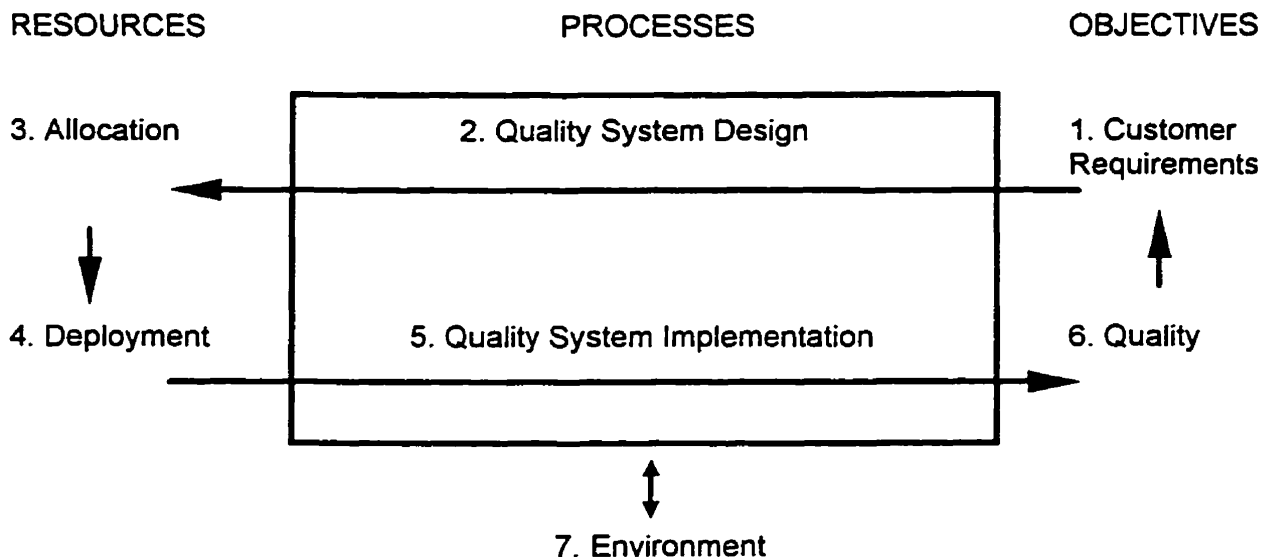 RESOURCES
PROCESSES
OBJECTIVES
3. Allocation
2. Quality System Design
1. Customer
Requirements
4. Deployment
5. Quality System Implementation
6. Quality
7. Environment